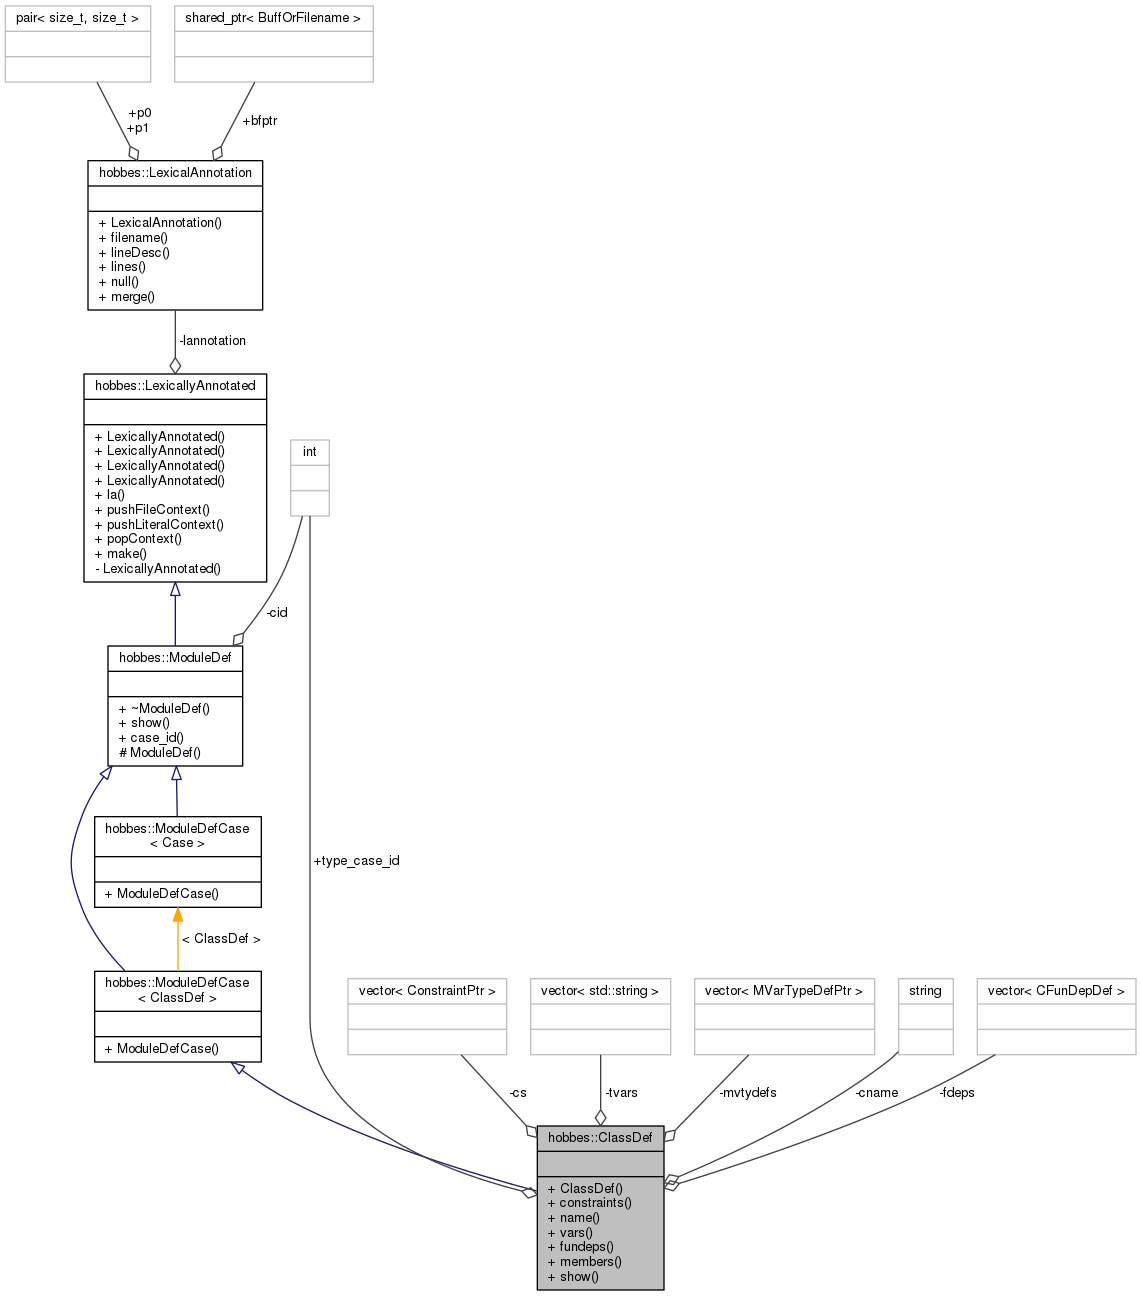 pair< size_t, size_t >
shared_ptr< BuffOrFilename >
+p0
+p1
+bfptr
hobbes::LexicalAnnotation
+ LexicalAnnotation()
+ filename()
+ lineDesc()
+ lines()
+ null()
+ merge()
-lannotation
hobbes::LexicallyAnnotated
+ LexicallyAnnotated()
+ LexicallyAnnotated()
+ LexicallyAnnotated()
+ LexicallyAnnotated()
+ la()
+ pushFileContext()
+ pushLiteralContext()
+ popContext()
+ make()
- LexicallyAnnotated()
int
-cid
hobbes::ModuleDef
+ ~ModuleDef()
+ show()
+ case_id()
# ModuleDef()
hobbes::ModuleDefCase
< Case >
+ ModuleDefCase()
+type_case_id
< ClassDef >
hobbes::ModuleDefCase
< ClassDef >
+ ModuleDefCase()
vector< ConstraintPtr >
vector< std::string >
vector< MVarTypeDefPtr >
string
vector< CFunDepDef >
-cs
-tvars
-mvtydefs
-cname
-fdeps
hobbes::ClassDef
+ ClassDef()
+ constraints()
+ name()
+ vars()
+ fundeps()
+ members()
+ show()